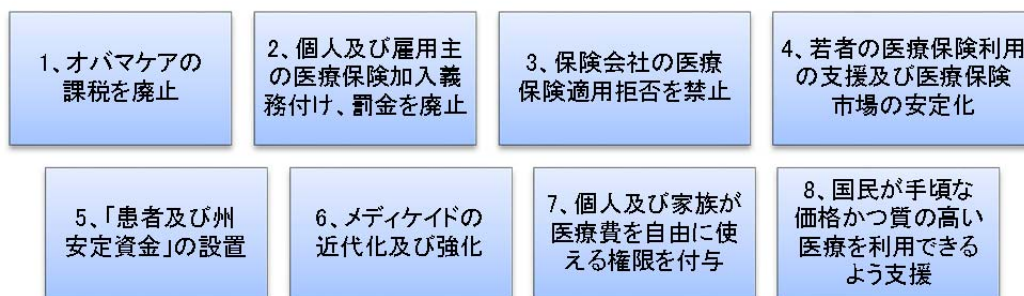 1、オバマケアの
課税を廃止
2、個人及び雇用主
の医療保険加入義
務付け、罰金を廃止
3、保険会社の医療
保険適用拒否を禁止
4、若者の医療保険利用
の支援及び医療保険
市場の安定化
5、「患者及び州
安定資金」の設置
6、メディケイドの
近代化及び強化
7、個人及び家族が
医療費を自由に使
える権限を付与
8、国民が手頃な
価格かつ質の高い
医療を利用できる
よう支援